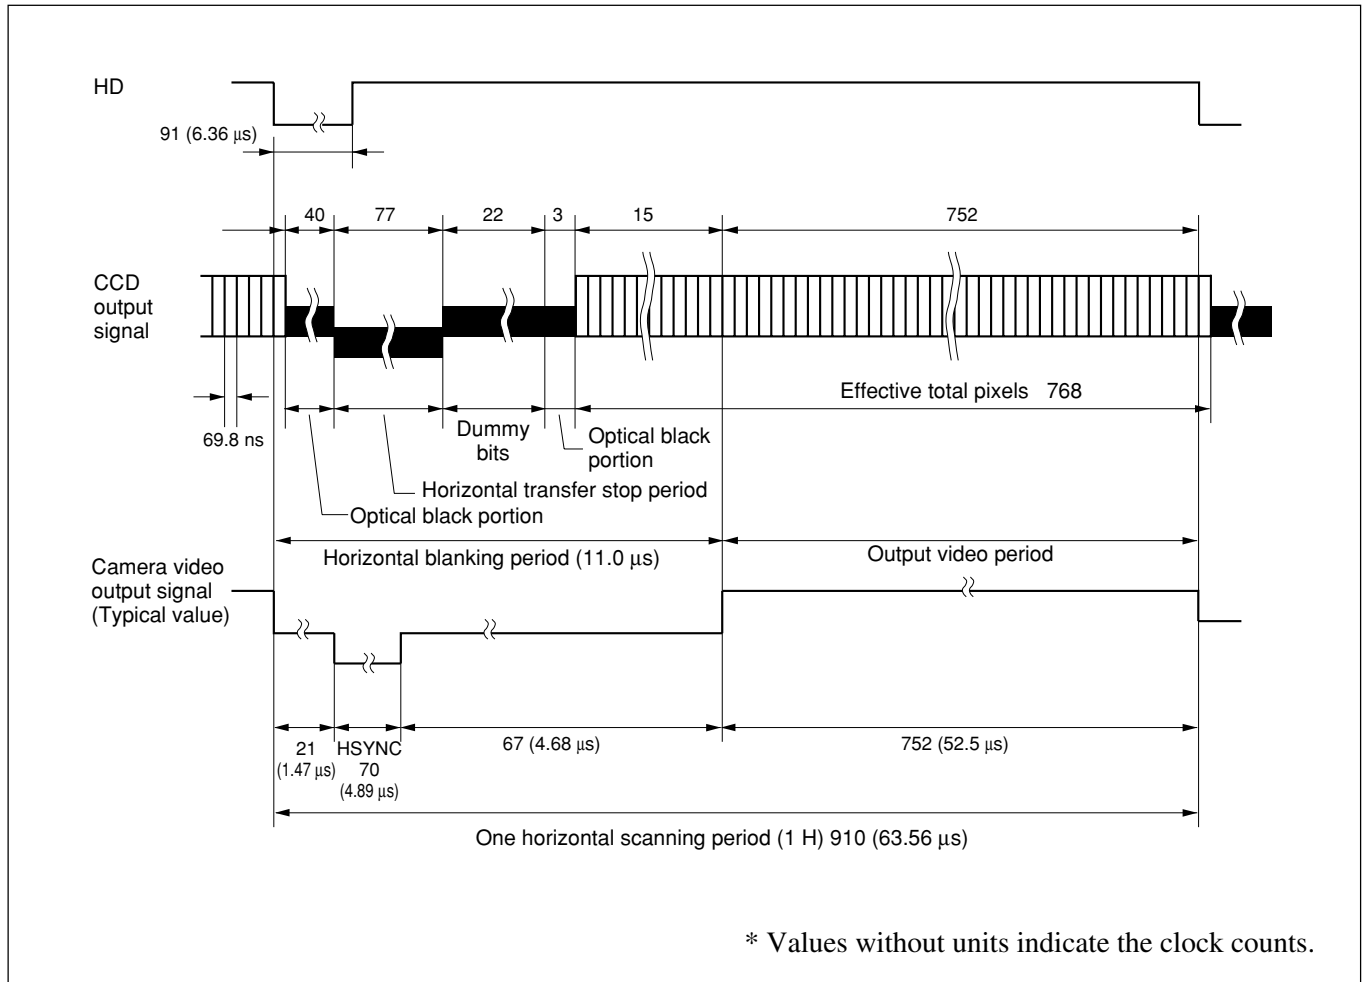 HD
91 (6.36 µs)
40 77 22 3 15 752
CCD
output
signal
Effective total pixels 768
69.8 ns
Dummy
bits
Optical black
portion
Horizontal transfer stop period
Optical black portion
Horizontal blanking period (11.0 µs)
Output video period
Camera video
output signal
(Typical value)
21
(1.47 µs)
HSYNC
70
(4.89 µs)
67 (4.68 µs)
752 (52.5 µs)
One horizontal scanning period (1 H) 910 (63.56 µs)
* Values without units indicate the clock counts.